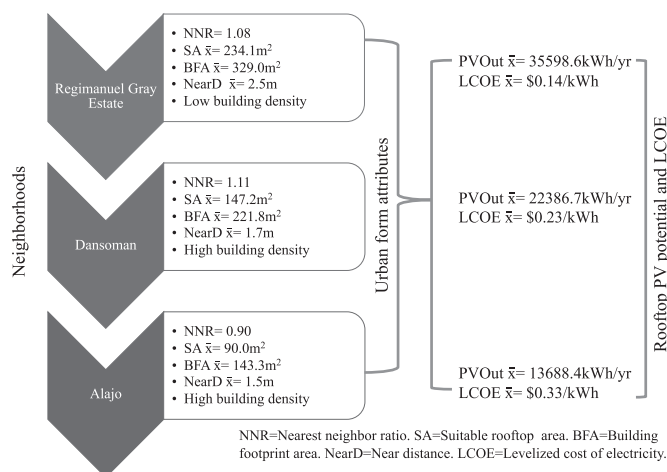 Neighborhoods
Regimanuel Gray
Estate
• NNR= 1.08
• SA x̄= 234.1m²
• BFA x̄= 329.0m²
• NearD x̄= 2.5m
• Low building density
Dansoman
• NNR= 1.11
• SA x̄= 147.2m²
• BFA x̄= 221.8m²
• NearD x̄= 1.7m
• High building density
Alajo
• NNR= 0.90
• SA x̄= 90.0m²
• BFA x̄= 143.3m²
• NearD x̄= 1.5m
• High building density
Urban form attributes
PVOut x̄= 35598.6kWh/yr
LCOE x̄= $0.14/kWh
PVOut x̄= 22386.7kWh/yr
LCOE x̄= $0.23/kWh
PVOut x̄= 13688.4kWh/yr
LCOE x̄= $0.33/kWh
Rooftop PV potential and LCOE
NNR=Nearest neighbor ratio. SA=Suitable rooftop area. BFA=Building
footprint area. NearD=Near distance. LCOE=Levelized cost of electricity.